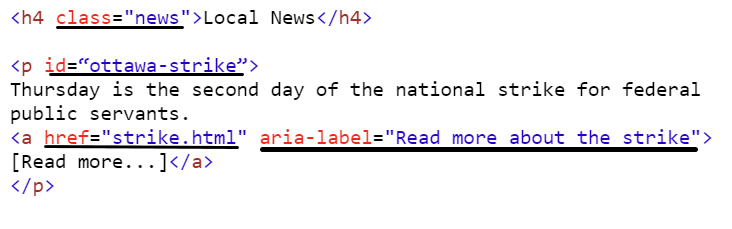 <h4 class="news">Local News</h4>
<p id=“ottawa-strike”>
Thursday is the second day of the national strike for federal
public servants.
<a href="strike.html" aria-label="Read more about the strike">
[Read more...]</a>
</p>